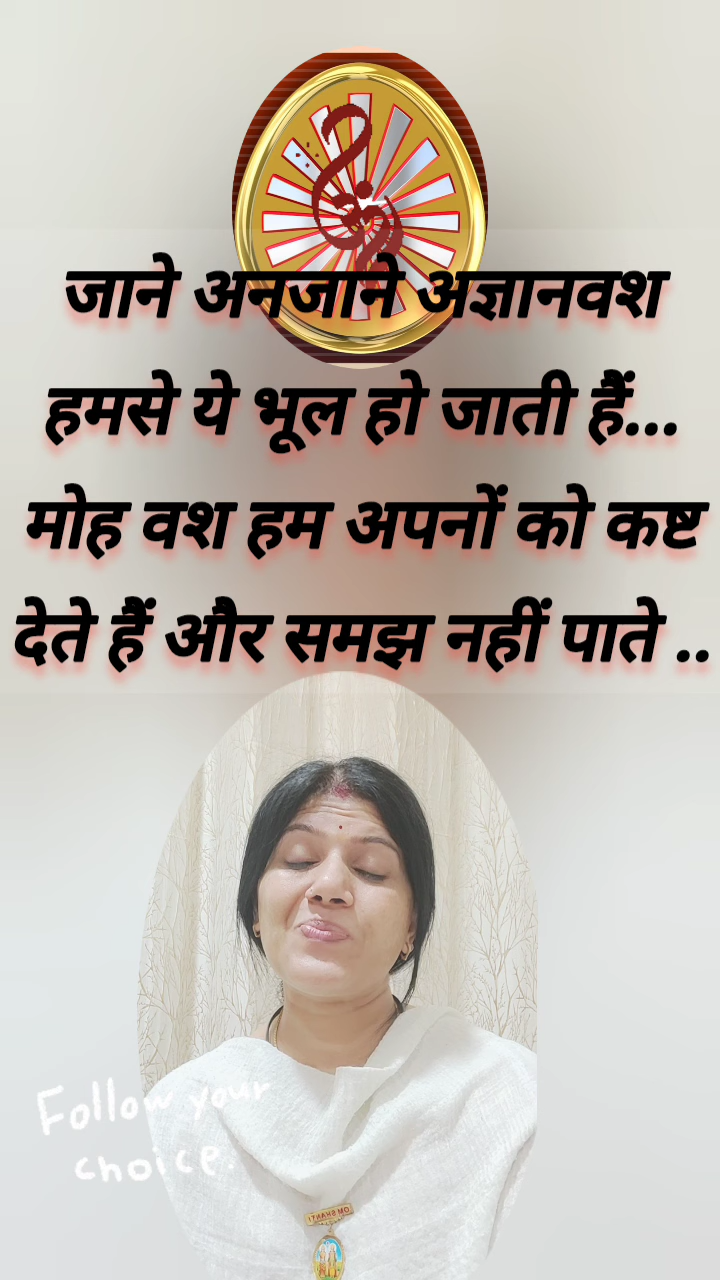 जाने अनजाने अज्ञानवश
हमसे ये भूल हो जाती हैं...
मोह वश हम अपनों को कष्ट
देते हैं और समझ नहीं पाते ..
Follow your
choice.
OM SHANTI